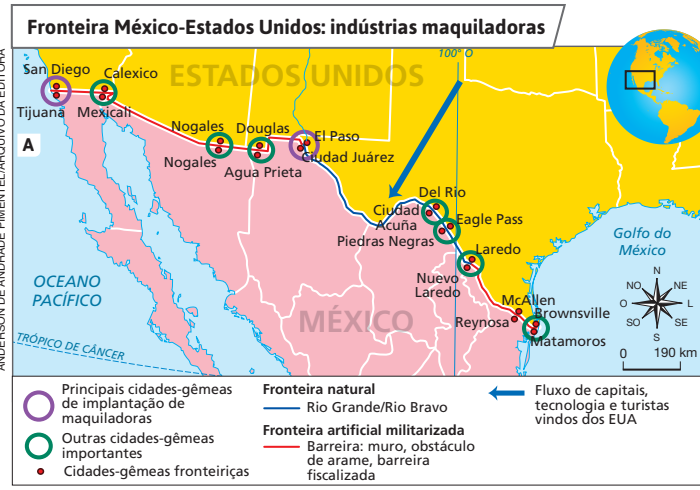 Fronteira México-Estados Unidos: indústrias maquiladoras
ANDERSON DE ANDRADE PIMENTEL/ARQUIVO DA EDITORA
A
ESTADOS UNIDOS
100° O
San Diego
Calexico
Tijuana
Mexicali
Nogales
Douglas
El Paso
Nogales
Agua Prieta
Ciudad Juárez
Del Rio
Ciudad
Acuña
Eagle Pass
Piedras Negras
Laredo
Nuevo
Laredo
McAllen
Brownsville
Reynosa
Matamoros
Golfo do
México
OCEANO
PACÍFICO
MÉXICO
TRÓPICO DE CÂNCER
N
NO
NE
O
L
SO
SE
S
0 190 km
Principais cidades-gêmeas
de implantação de
maquiladoras
Outras cidades-gêmeas
importantes
Cidades-gêmeas fronteiriças
Fronteira natural
Rio Grande/Rio Bravo
Fronteira artificial militarizada
Barreira: muro, obstáculo
de arame, barreira
fiscalizada
Fluxo de capitais,
tecnologia e turistas
vindos dos EUA